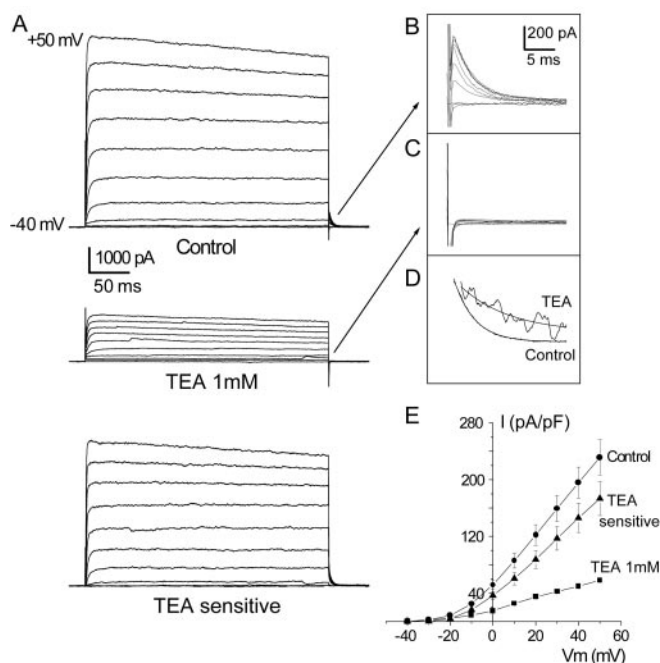 A
+50 mV
-40 mV
Control
1000 pA
50 ms
TEA 1mM
TEA sensitive
B
200 pA
5 ms
C
D
TEA
Control
E
I (pA/pF)
280
200
120
40
-40
-20
0
20
40
60
Vm (mV)
Control
TEA
sensitive
TEA 1mM